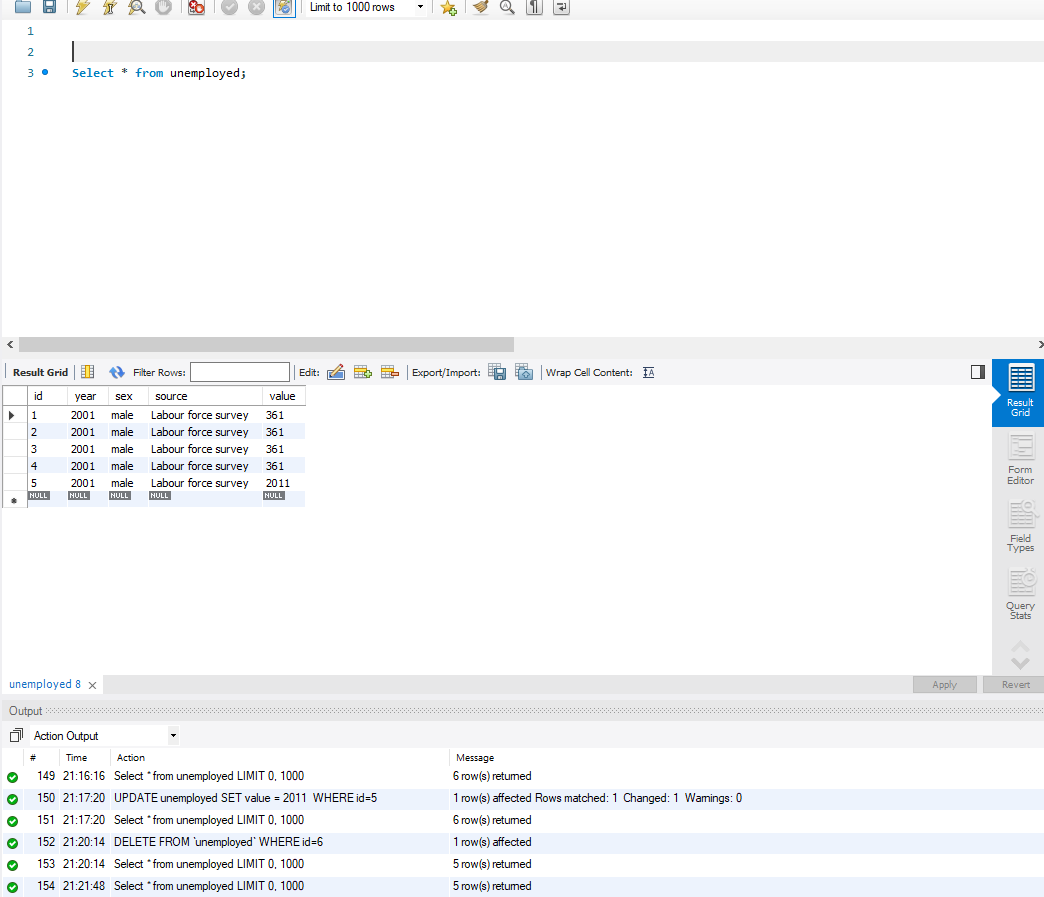 Limit to 1000 rows
1
2
3 Select * from unemployed;
Result Grid Filter Rows: Edit: Export/Import: Wrap Cell Content:
id year sex source value
1 2001 male Labour force survey 361
2 2001 male Labour force survey 361
3 2001 male Labour force survey 361
4 2001 male Labour force survey 361
5 2001 male Labour force survey 2011
NULL NULL NULL NULL NULL
Result
Grid
Form
Editor
Field
Types
Query
Stats
unemployed 8 Apply Revert
Output
Action Output
# Time Action Message
149 21:16:16 Select * from unemployed LIMIT 0, 1000 6 row(s) returned
150 21:17:20 UPDATE unemployed SET value = 2011 WHERE id=5 1 row(s) affected Rows matched: 1 Changed: 1 Warnings: 0
151 21:17:20 Select * from unemployed LIMIT 0, 1000 6 row(s) returned
152 21:20:14 DELETE FROM `unemployed` WHERE id=6 1 row(s) affected
153 21:20:14 Select * from unemployed LIMIT 0, 1000 5 row(s) returned
154 21:21:48 Select * from unemployed LIMIT 0, 1000 5 row(s) returned